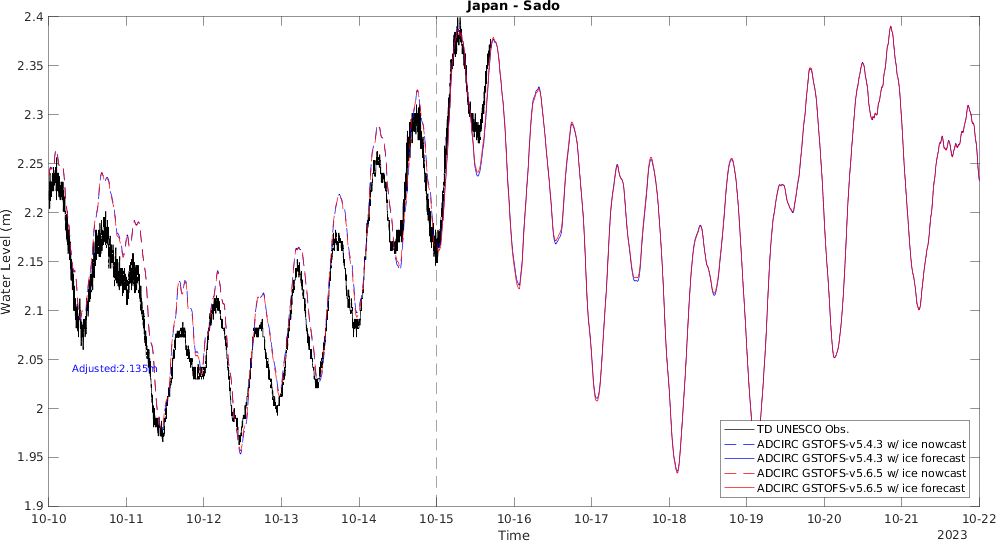 Japan - Sado
Water Level (m)
2.4
2.35
2.3
2.25
2.2
2.15
2.1
2.05
2
1.95
1.9
Adjusted:2.135m
TD UNESCO Obs.
ADCIRC GSTOFS-v5.4.3 w/ ice nowcast
ADCIRC GSTOFS-v5.4.3 w/ ice forecast
ADCIRC GSTOFS-v5.6.5 w/ ice nowcast
ADCIRC GSTOFS-v5.6.5 w/ ice forecast
10-10 10-11 10-12 10-13 10-14 10-15 10-16 10-17 10-18 10-19 10-20 10-21 10-22
Time
2023